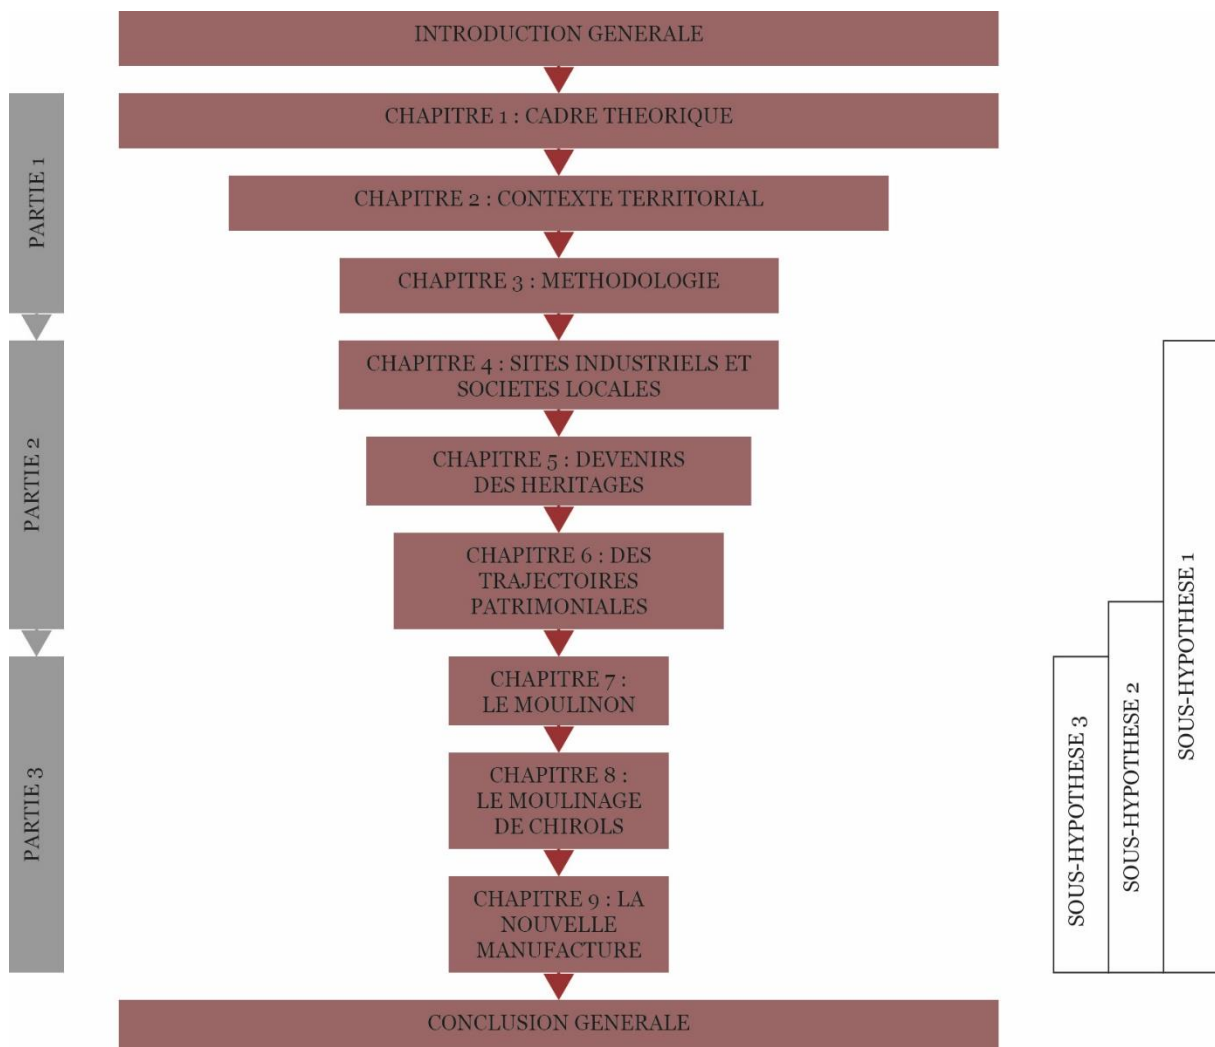 INTRODUCTION GENERALE
PARTIE 1
CHAPITRE 1 : CADRE THEORIQUE
CHAPITRE 2 : CONTEXTE TERRITORIAL
CHAPITRE 3 : METHODOLOGIE
PARTIE 2
CHAPITRE 4 : SITES INDUSTRIELS ET
SOCIETES LOCALES
CHAPITRE 5 : DEVENIRS
DES HERITAGES
CHAPITRE 6 : DES
TRAJECTOIRES
PATRIMONIALES
PARTIE 3
CHAPITRE 7 :
LE MOULINON
CHAPITRE 8 :
LE MOULINAGE
DE CHIROLS
CHAPITRE 9 : LA
NOUVELLE
MANUFACTURE
CONCLUSION GENERALE
SOUS-HYPOTHESE 3
SOUS-HYPOTHESE 2
SOUS-HYPOTHESE 1